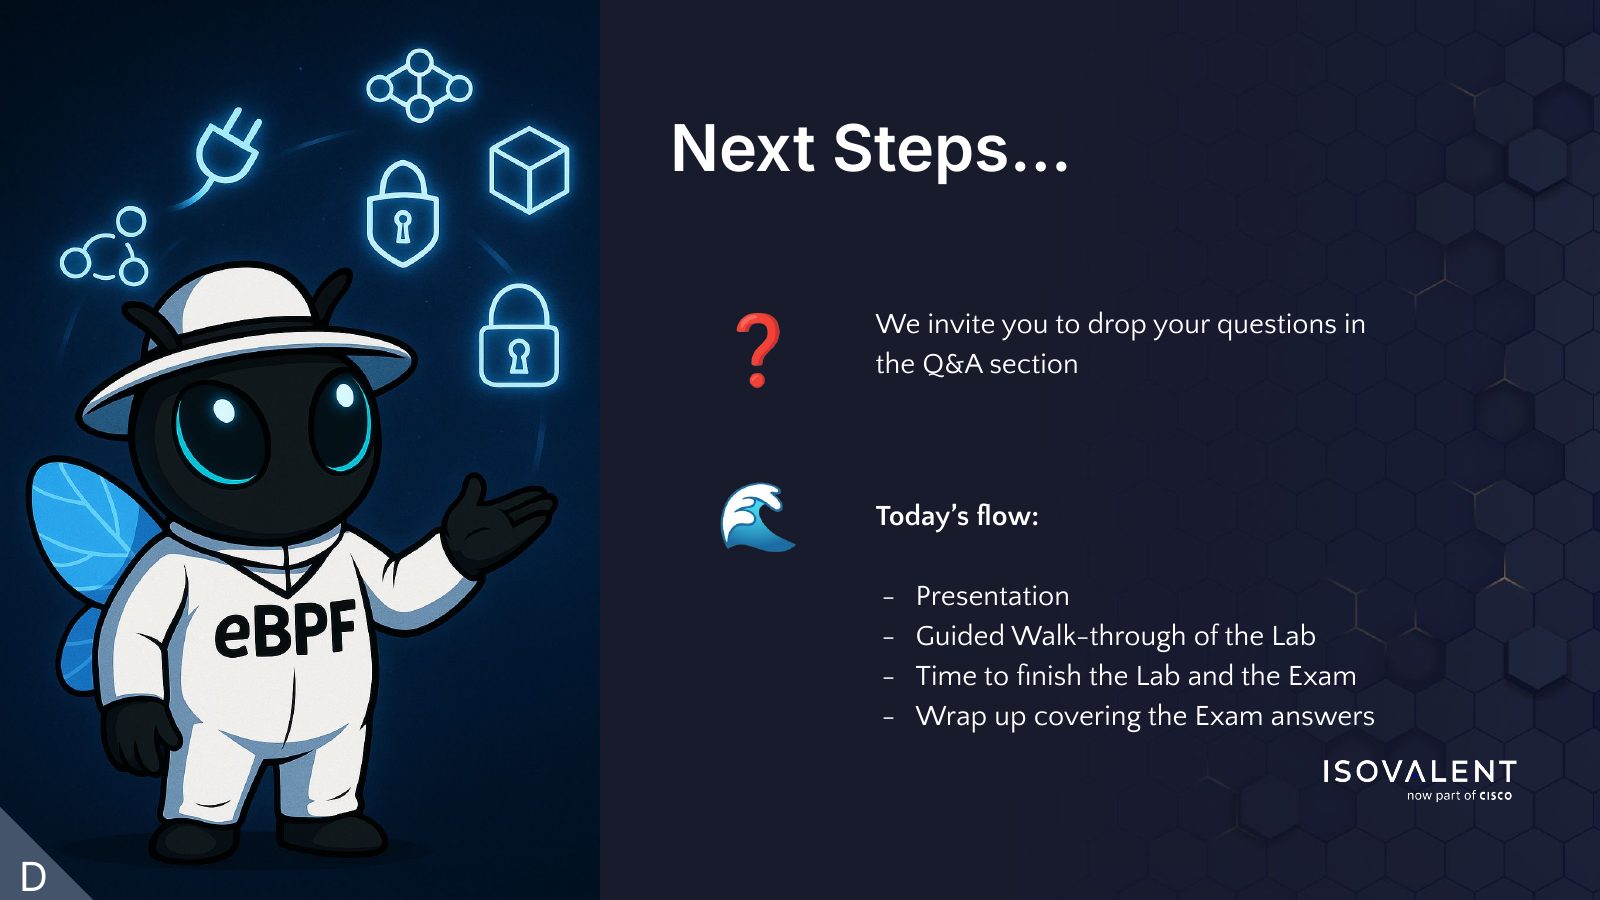 Next Steps...
We invite you to drop your questions in
the Q&A section
Today's flow:
- Presentation
- Guided Walk-through of the Lab
- Time to finish the Lab and the Exam
- Wrap up covering the Exam answers
eBPF
ISOVALENT
now part of CISCO
D